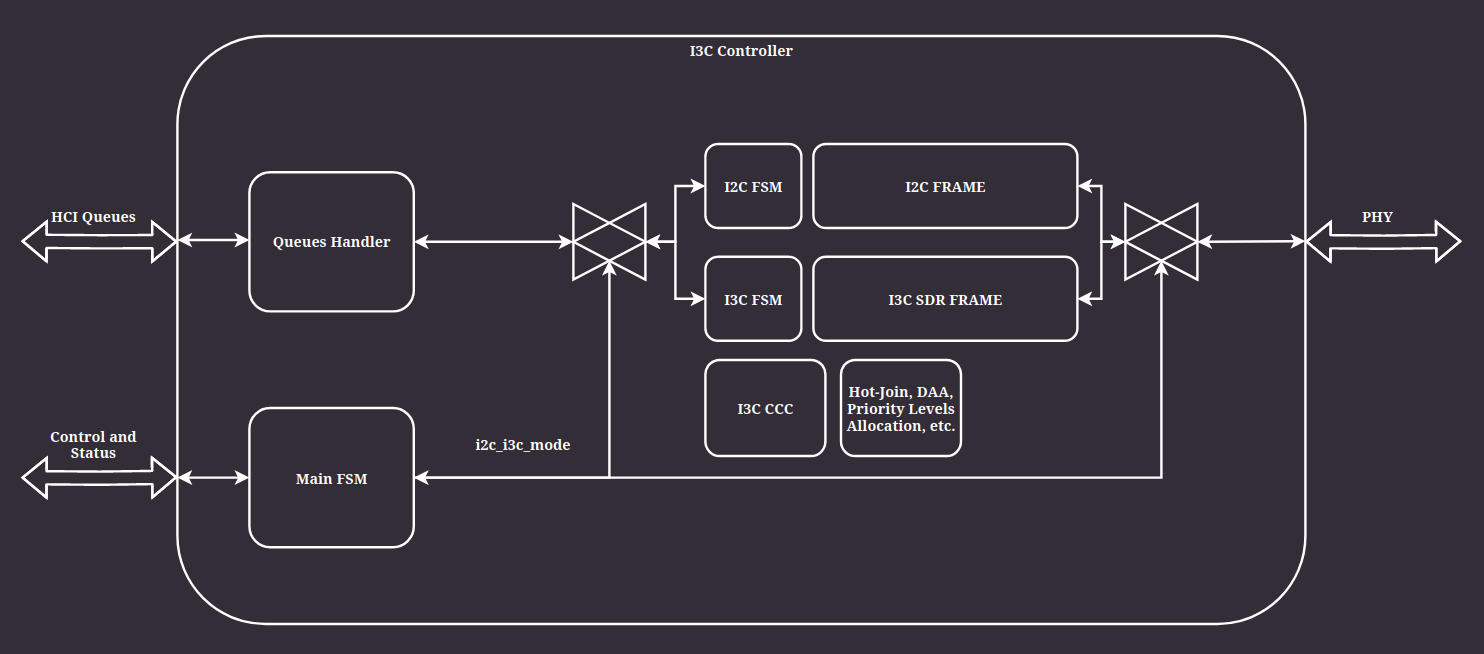 I3C Controller
I2C FSM
I2C FRAME
HCI Queues
PHY
Queues Handler
I3C FSM
I3C SDR FRAME
I3C CCC
Hot-Join, DAA,
Priority Levels
Allocation, etc.
Control and
Status
i2c_i3c_mode
Main FSM